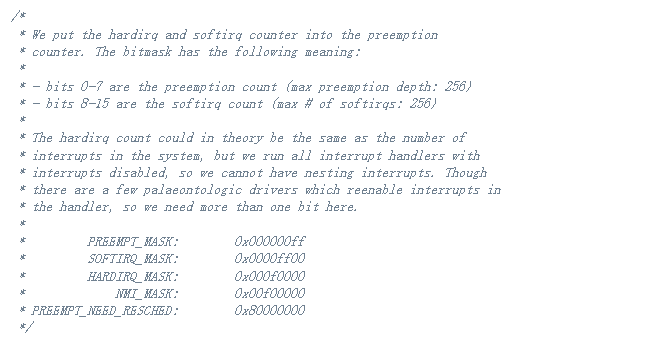 /*
 * We put the hardirq and softirq counter into the preemption
 * counter. The bitmask has the following meaning:
 *
 * - bits 0-7 are the preemption count (max preemption depth: 256)
 * - bits 8-15 are the softirq count (max # of softirqs: 256)
 *
 * The hardirq count could in theory be the same as the number of
 * interrupts in the system, but we run all interrupt handlers with
 * interrupts disabled, so we cannot have nesting interrupts. Though
 * there are a few palaeontologic drivers which reenable interrupts in
 * the handler, so we need more than one bit here.
 *
 *         PREEMPT_MASK:        0x000000ff
 *         SOFTIRQ_MASK:        0x0000ff00
 *         HARDIRQ_MASK:        0x000f0000
 *             NMI_MASK:        0x00f00000
 * PREEMPT_NEED_RESCHED:        0x80000000
 */